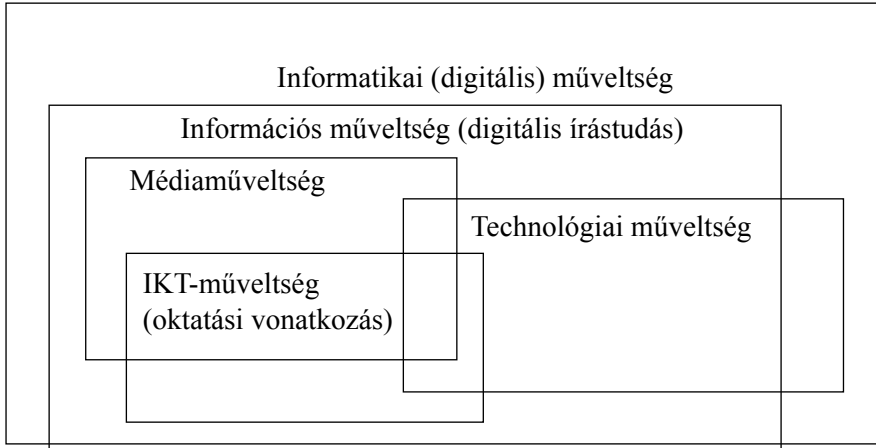 Informatikai (digitális) műveltség
Információs műveltség (digitális írástudás)
Médiaműveltség
Technológiai műveltség
IKT-műveltség
(oktatási vonatkozás)